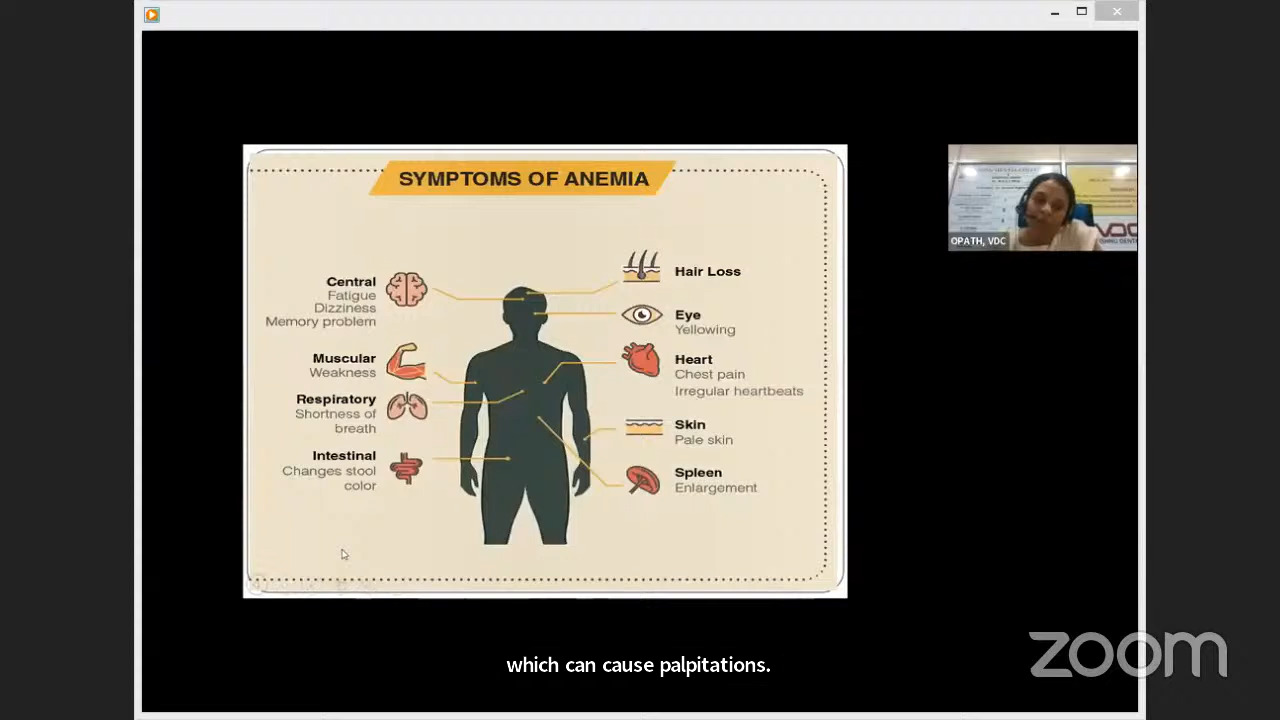 SYMPTOMS OF ANEMIA
Central
Fatigue
Dizziness
Memory problem
Muscular
Weakness
Respiratory
Shortness of
breath
Intestinal
Changes stool
color
Hair Loss
Eye
Yellowing
Heart
Chest pain
Irregular heartbeats
Skin
Pale skin
Spleen
Enlargement
OPATH, VDC
which can cause palpitations.
zoom